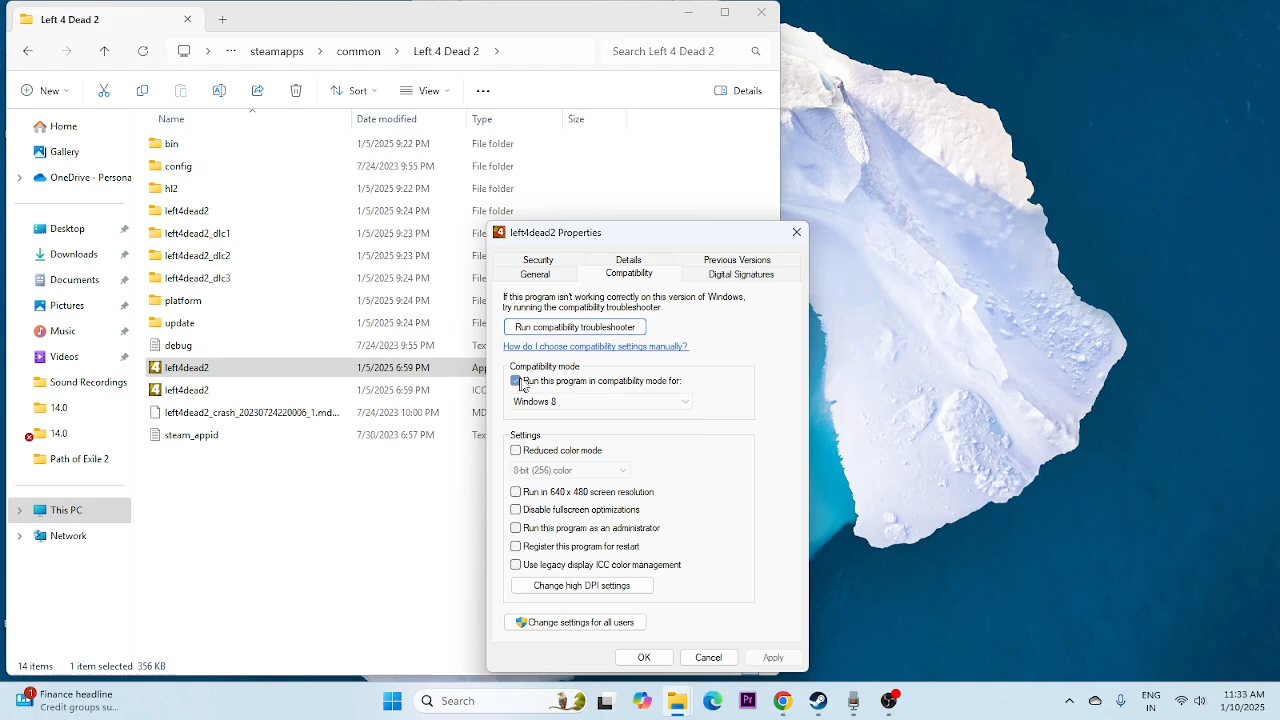 Left 4 Dead 2
steamapps > common > Left 4 Dead 2 >
Search Left 4 Dead 2
New
Sort
View
Details
Name
Date modified
Type
Size
Home
Gallery
OneDrive - Persona
Desktop
Downloads
Documents
Pictures
Music
Videos
Sound Recordings
14.0
14.0
Path of Exile 2
This PC
Network
bin 1/5/2025 9:22 PM File folder
config 7/24/2023 9:55 PM File folder
hl2 1/5/2025 9:22 PM File folder
left4dead2 1/5/2025 9:24 PM File folder
left4dead2_dlc1 1/5/2025 9:24 PM
left4dead2_dlc2 1/5/2025 9:24 PM
left4dead2_dlc3 1/5/2025 9:24 PM
platform 1/5/2025 9:24 PM
update 1/5/2025 9:24 PM
debug 7/24/2023 9:55 PM Tex
left4dead2 1/5/2025 6:59 PM App
left4dead2 1/5/2025 6:59 PM ICC
left4dead2_crash_20230724220006_1.md... 7/24/2023 10:00 PM MD
steam_appid 7/30/2023 6:57 PM Tex
14 items 1 item selected 356 KB
left4dead2 Properties
Security Details Previous Versions
General Compatibility Digital Signatures
If this program isn't working correctly on this version of Windows,
try running the compatibility troubleshooter.
Run compatibility troubleshooter
How do I choose compatibility settings manually?
Compatibility mode
Run this program in compatibility mode for:
Windows 8
Settings
Reduced color mode
8-bit (256) color
Run in 640 x 480 screen resolution
Disable fullscreen optimizations
Run this program as an administrator
Register this program for restart
Use legacy display ICC color management
Change high DPI settings
Change settings for all users
OK Cancel Apply
1
Finance headline
Credit groups su...
Search
Pr
ENG
IN
11:33 AM
1/10/2025